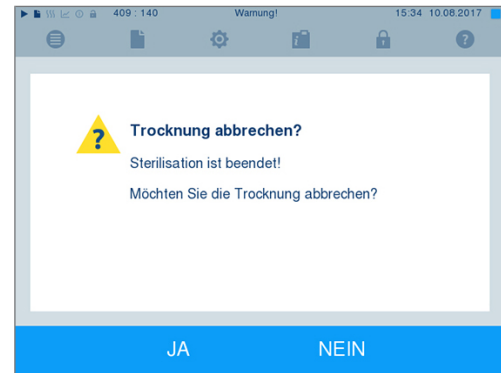 409 : 140 Warnung! 15:34 10.08.2017
Trocknung abbrechen?
Sterilisation ist beendet!
Möchten Sie die Trocknung abbrechen?
JA NEIN